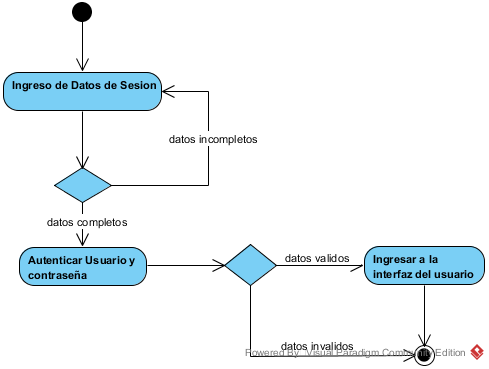 Ingreso de Datos de Sesion
datos incompletos
datos completos
Autenticar Usuario y
contraseña
datos validos
Ingresar a la
interfaz del usuario
datos invalidos
Powered By  Visual Paradigm Community Edition